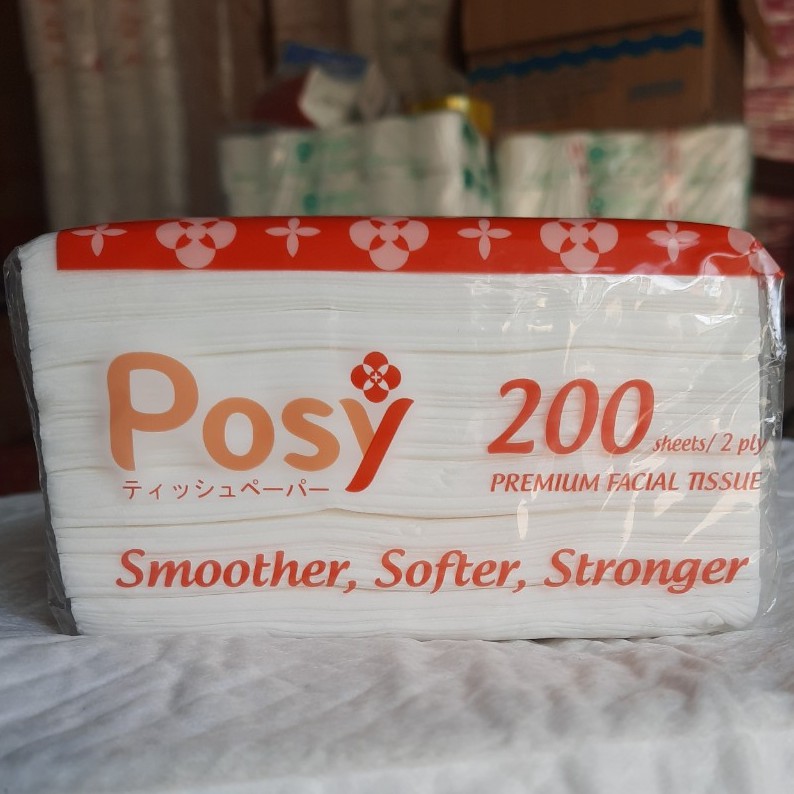 Posy
ティッシュペーパー
200 sheets/ 2 ply
PREMIUM FACIAL TISSUE
Smoother, Softer, Stronger